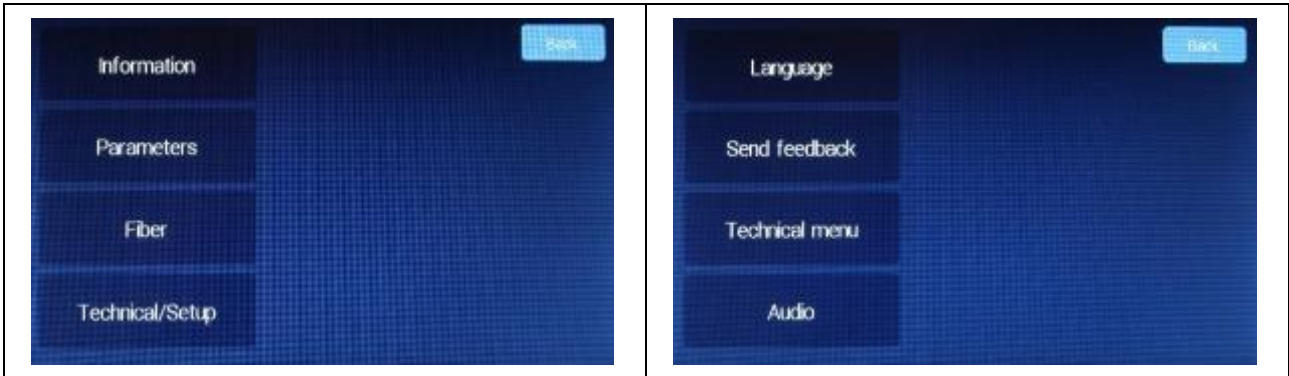 Information
Back
Parameters
Fiber
Technical/Setup
Language
Back
Send feedback
Technical menu
Audio